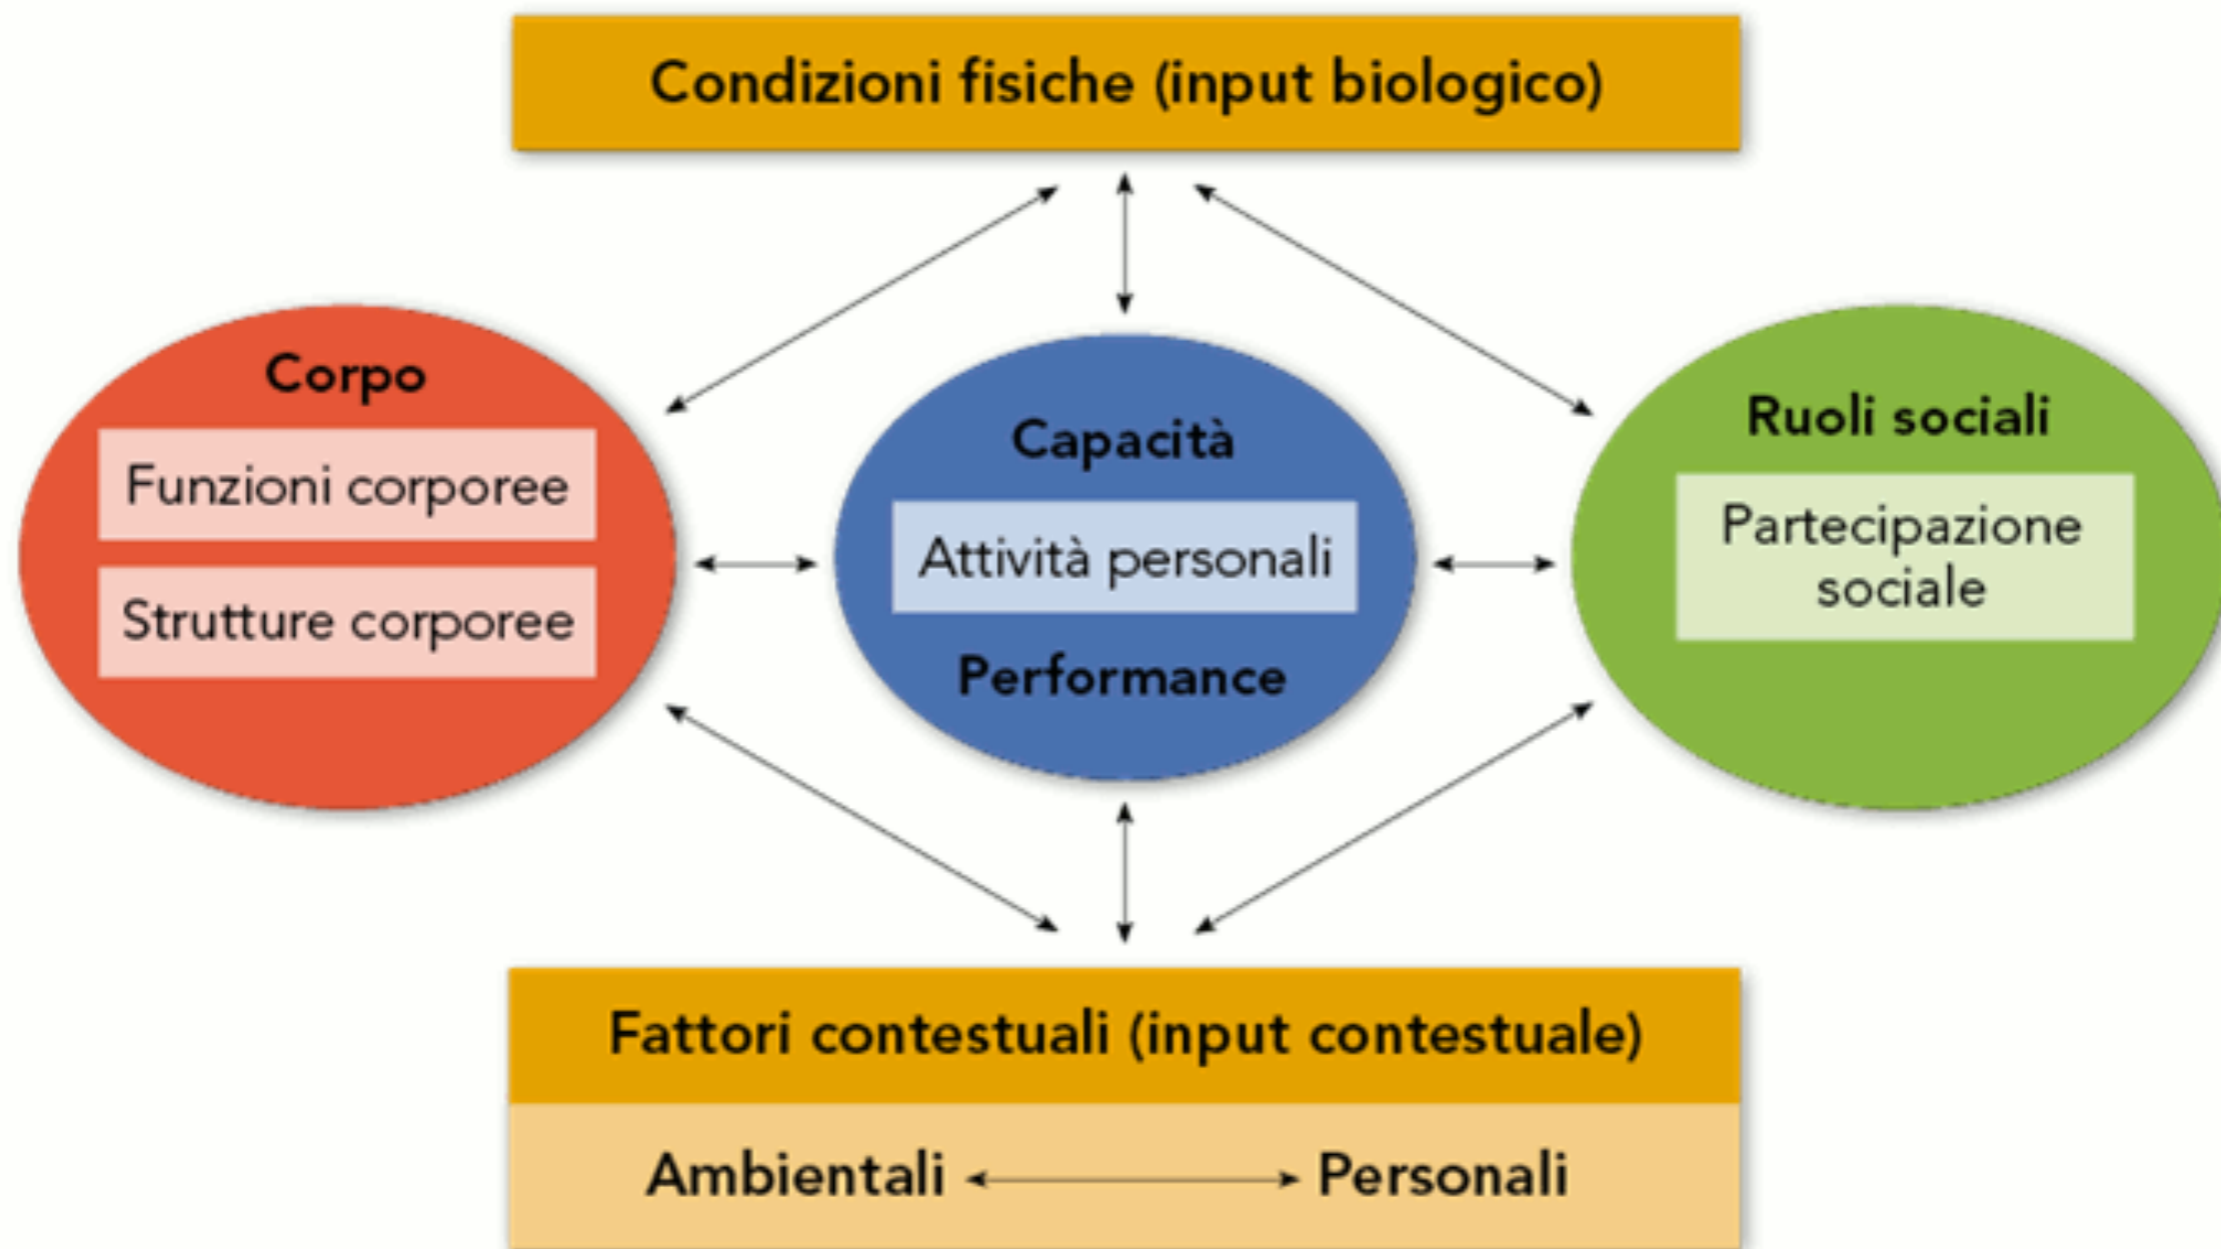 Condizioni fisiche (input biologico)
Corpo
Funzioni corporee
Strutture corporee
Capacità
Attività personali
Performance
Ruoli sociali
Partecipazione
sociale
Fattori contestuali (input contestuale)
Ambientali Personali